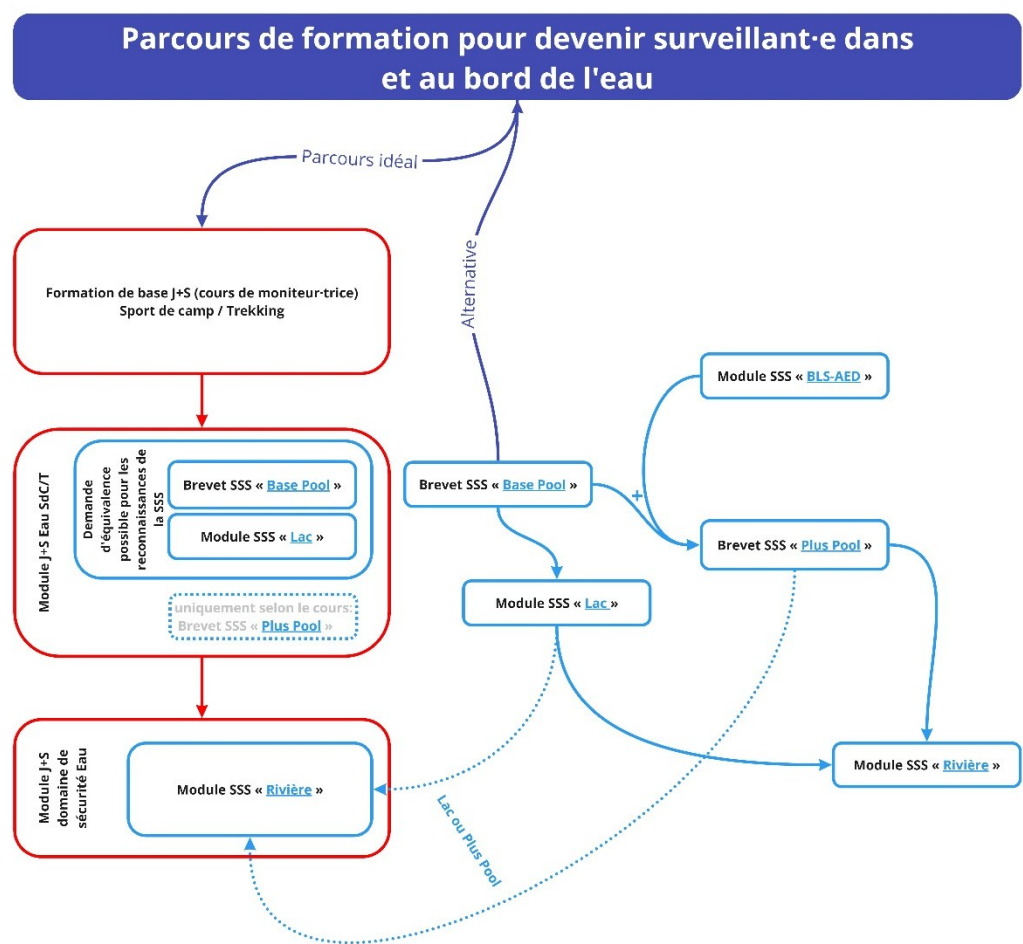 Parcours de formation pour devenir surveillant·e dans
et au bord de l'eau
Parcours idéal
Alternative
Formation de base J+S (cours de moniteur-trice)
Sport de camp / Trekking
Module SSS « BLS-AED »
Module J+S Eau SdC/T
Demande
d'équivalence
possible pour les
reconnaissances de
la SSS
Brevet SSS « Base Pool »
Module SSS « Lac »
uniquement selon le cours:
Brevet SSS « Plus Pool »
Brevet SSS « Base Pool »
+
Brevet SSS « Plus Pool »
Module SSS « Lac »
Module J+S
domaine de
sécurité Eau
Module SSS « Rivière »
Lac ou Plus Pool
Module SSS « Rivière »